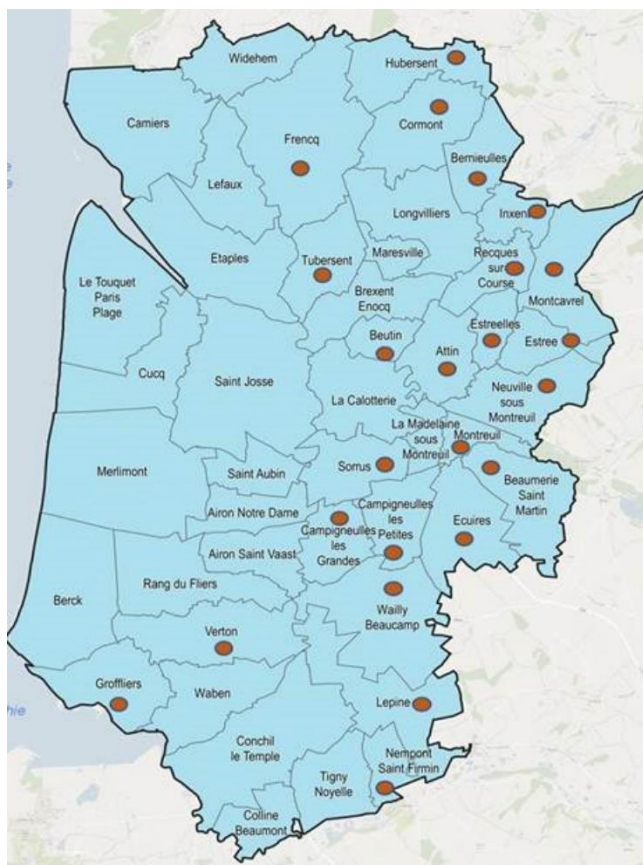 Widehem
Hubersent
Camiers
Cormont
Frencq
Bernieulles
Lefaux
Longvilliers
Inxent
Etaples
Tubersent
Maresville
Recques
sur
Course
Le Touquet
Paris
Plage
Brexent
Enocq
Montcavrel
Beutin
Estreelles
Estree
Attin
Cucq
Saint Josse
La Calotterie
Neuville
sous
Montreuil
La Madelaine
sous
Montreuil
Montreuil
Merlimont
Saint Aubin
Sorrus
Beaumerie
Saint
Martin
Airon Notre Dame
Campigneulles
les
Petites
Ecuires
Campigneulles
les
Grandes
Airon Saint Vaast
Rang du Fliers
Berck
Wailly
Beaucamp
Verton
Groffliers
Waben
Lepine
hie
Conchil
le Temple
Nempont
Saint Firmin
Tigny
Noyelle
Colline
Beaumont